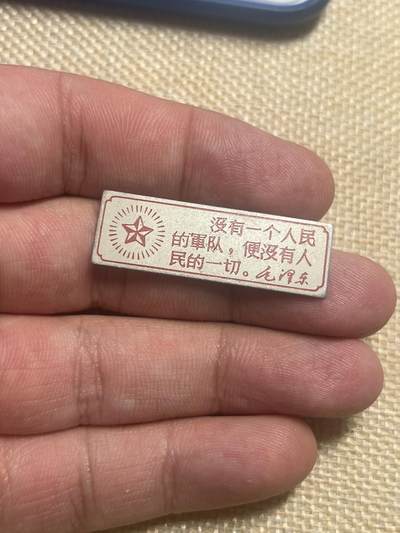 没有一个人民
的軍队，便没有人
民的一切。毛泽东